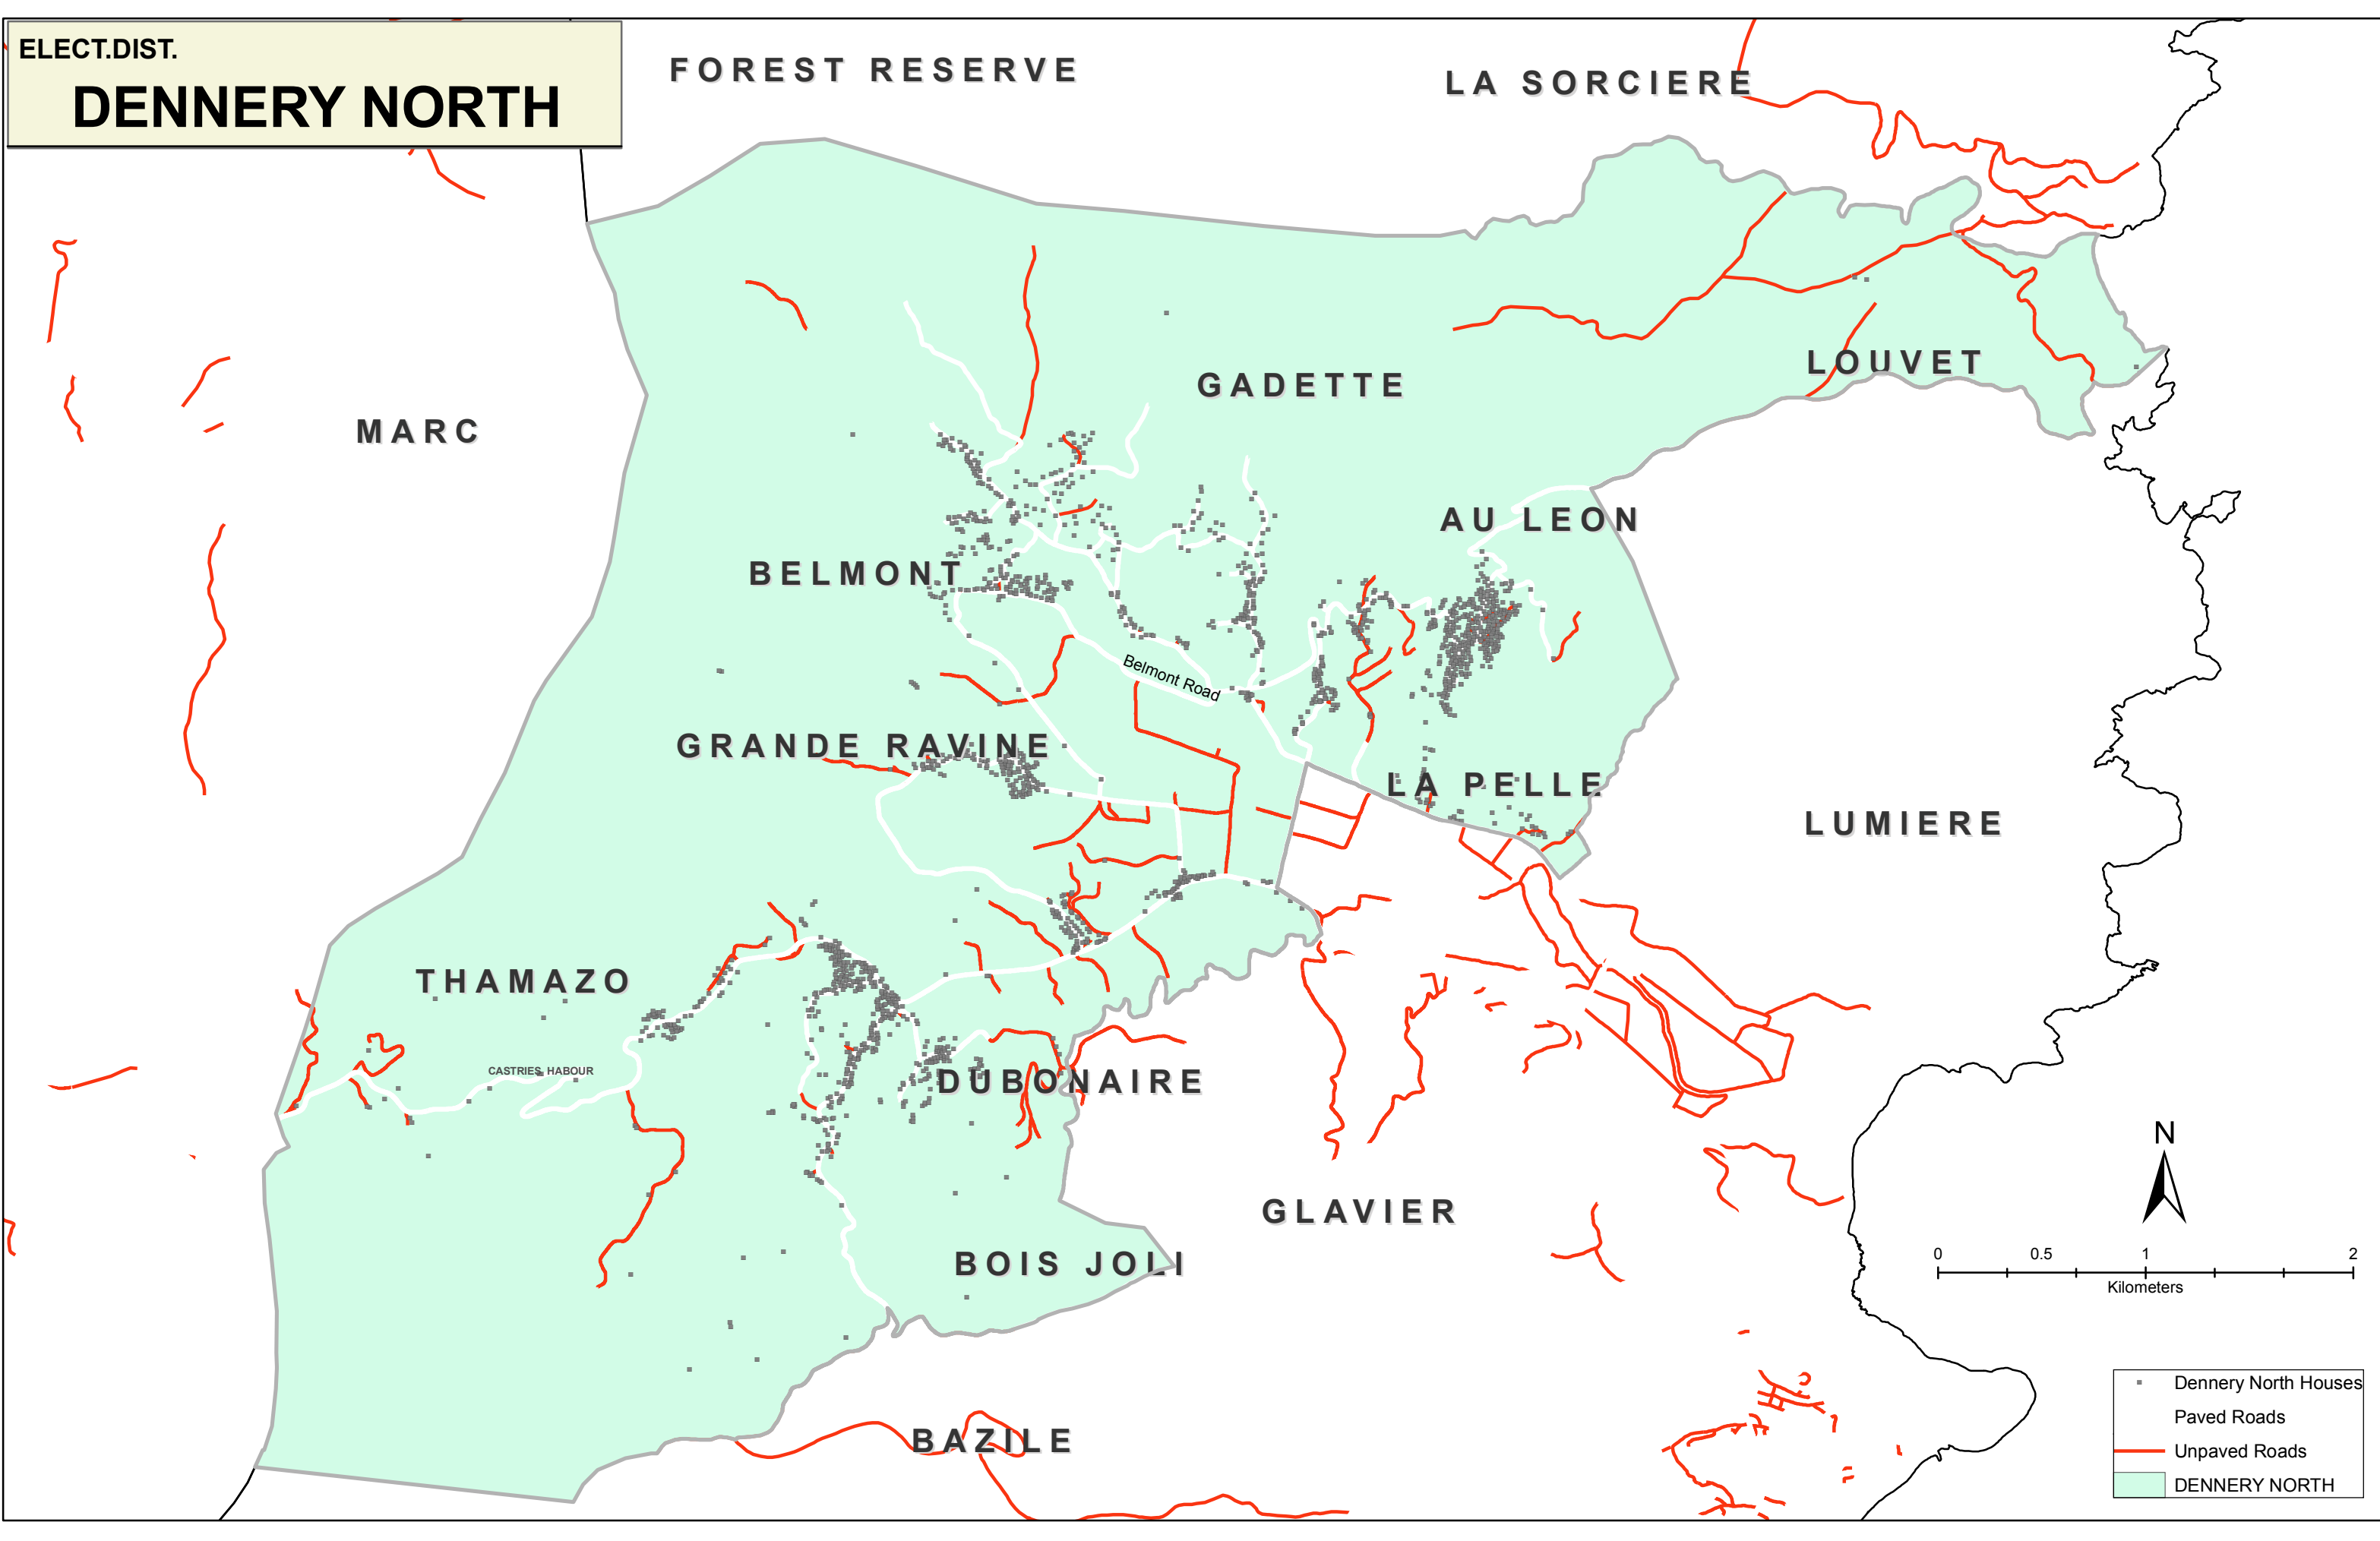 ELECT.DIST.
DENNERY NORTH
FOREST RESERVE
LA SORCIERE
MARC
GADETTE
LOUVET
AU LEON
BELMONT
Belmont Road
GRANDE RAVINE
LA PELLE
LUMIERE
THAMAZO
CASTRIES HABOUR
DUBONAIRE
GLAVIER
BOIS JOLI
BAZILE
N
0 0.5 1 2
Kilometers
Dennery North Houses
Paved Roads
Unpaved Roads
DENNERY NORTH